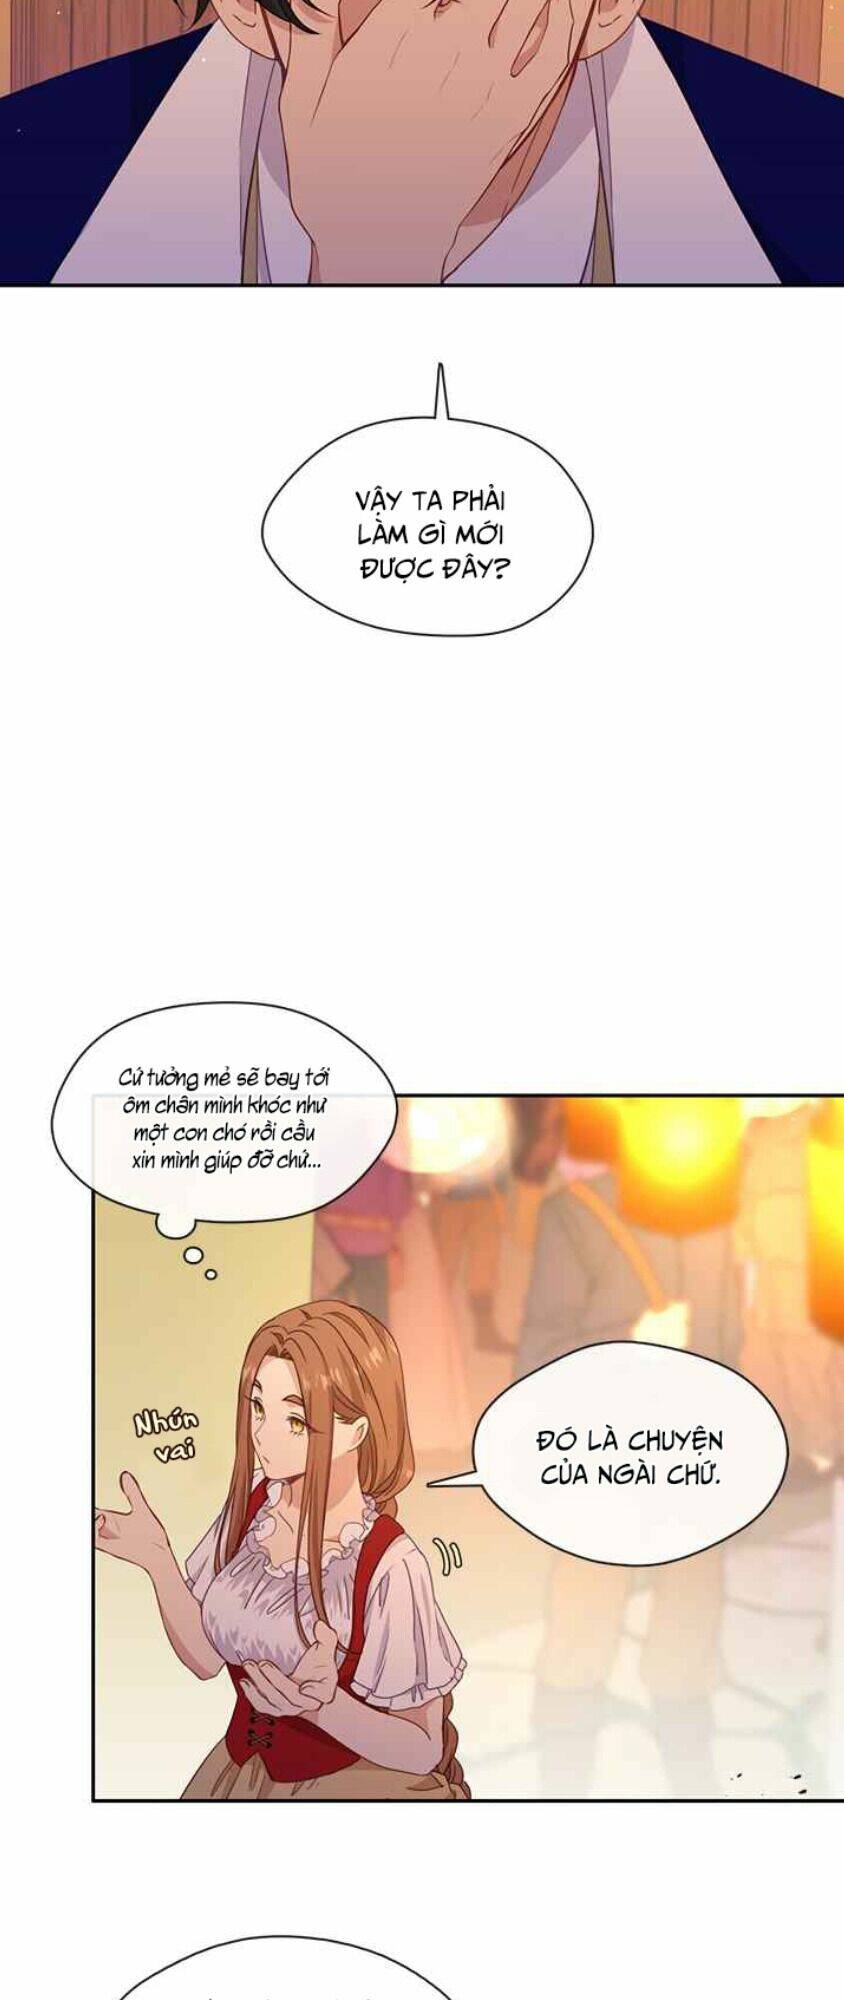 VẬY TA PHẢI
LÀM GÌ MỚI
ĐƯỢC ĐÂY?
Cứ tưởng mẻ sẽ bay tới
ôm chân mình khóc như
một con chó rồi cầu
xin mình giúp đỡ chứ...
Nhún
vai
ĐÓ LÀ CHUYỆN
CỦA NGÀI CHỨ.